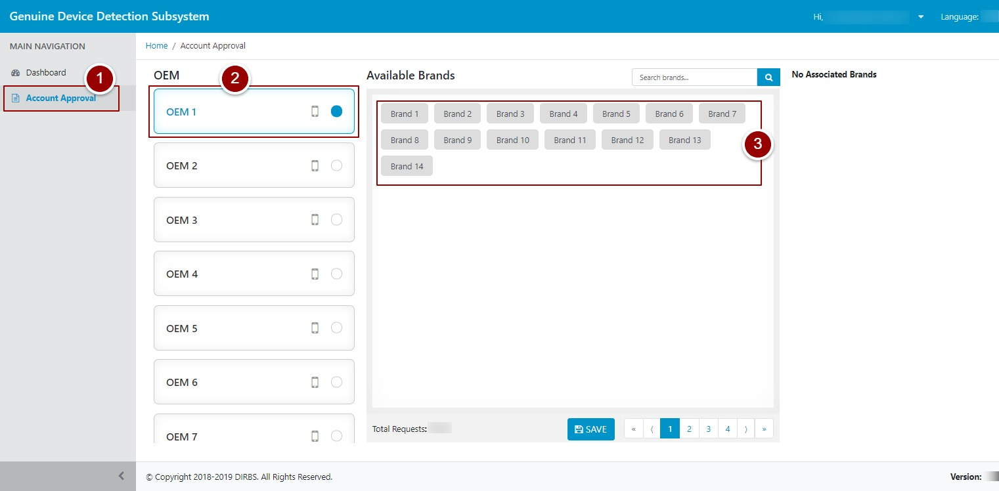 Genuine Device Detection Subsystem
Hi,
Language:
MAIN NAVIGATION
Dashboard
1
Account Approval
Home / Account Approval
OEM
2
OEM 1
OEM 2
OEM 3
OEM 4
OEM 5
OEM 6
OEM 7
Available Brands
Search brands...
Brand 1 Brand 2 Brand 3 Brand 4 Brand 5 Brand 6 Brand 7
Brand 8 Brand 9 Brand 10 Brand 11 Brand 12 Brand 13
3
Brand 14
Total Requests:
SAVE
« ⟨ 1 2 3 4 ⟩ »
No Associated Brands
© Copyright 2018-2019 DIRBS. All Rights Reserved.
Version: